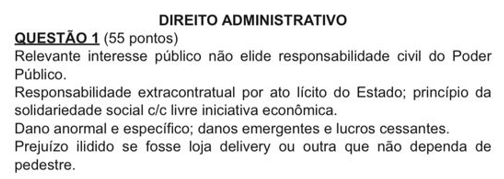 DIREITO ADMINISTRATIVO
QUESTÃO 1 (55 pontos)
Relevante interesse público não elide responsabilidade civil do Poder
Público.
Responsabilidade extracontratual por ato lícito do Estado; princípio da
solidariedade social c/c livre iniciativa econômica.
Dano anormal e específico; danos emergentes e lucros cessantes.
Prejuízo ilidido se fosse loja delivery ou outra que não dependa de
pedestre.